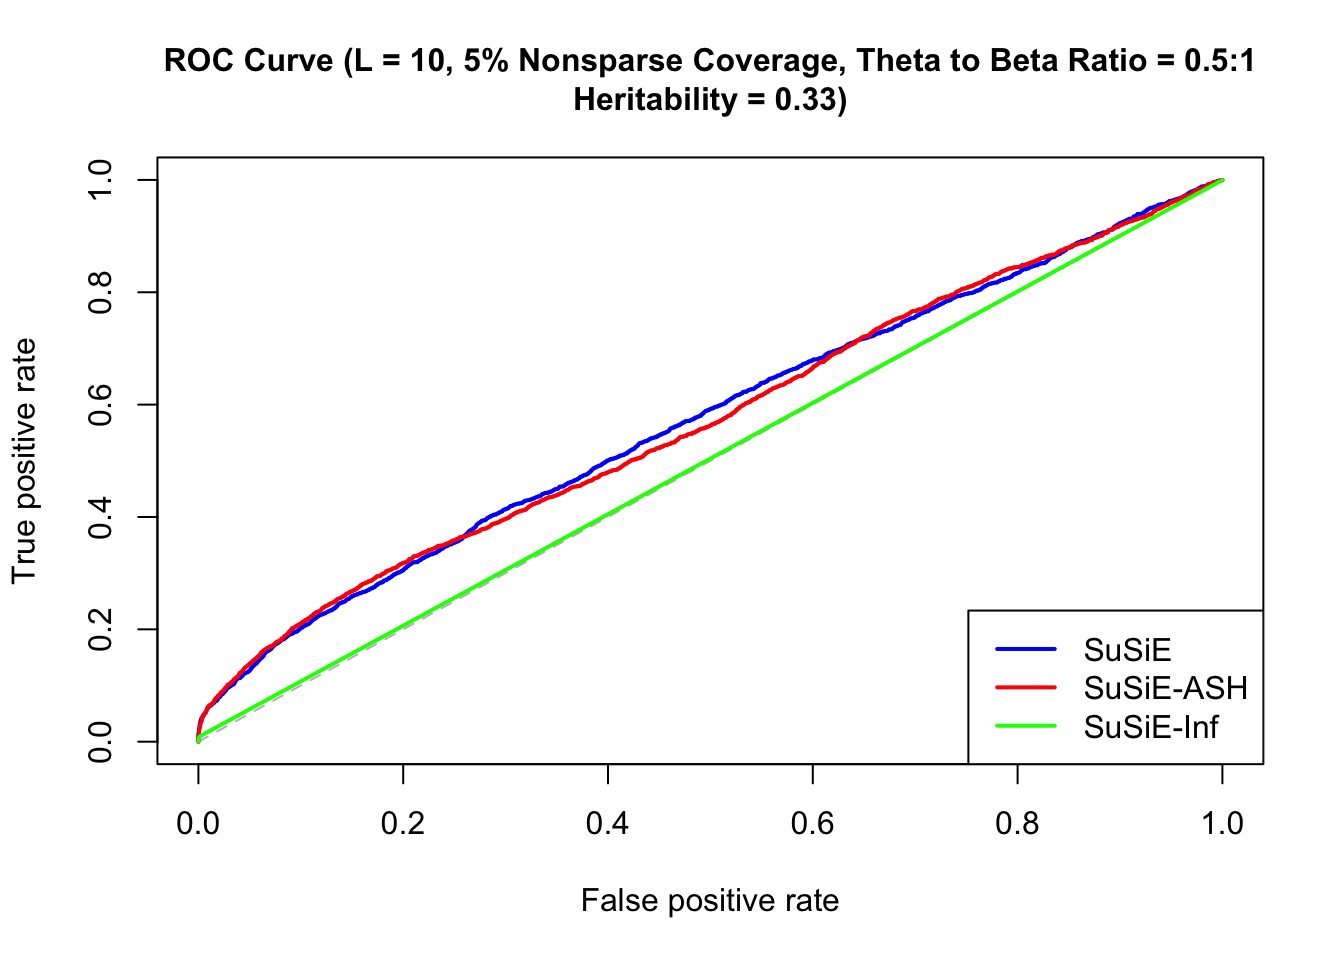 ROC Curve (L = 10, 5% Nonsparse Coverage, Theta to Beta Ratio = 0.5:1
Heritability = 0.33)
True positive rate
1.0
0.8
0.6
0.4
0.2
0.0
SuSiE
SuSiE-ASH
SuSiE-Inf
0.0 0.2 0.4 0.6 0.8 1.0
False positive rate